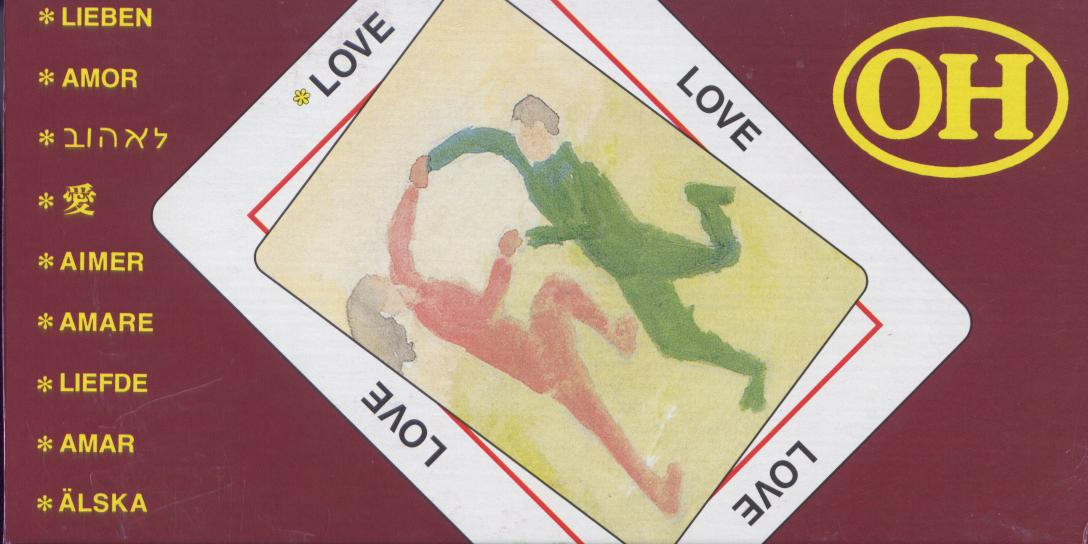 * LIEBEN
* AMOR
* לאהוב
* 愛
* AIMER
* AMARE
* LIEFDE
* AMAR
* ÄLSKA
* LOVE
LOVE
LOVE
LOVE
OH